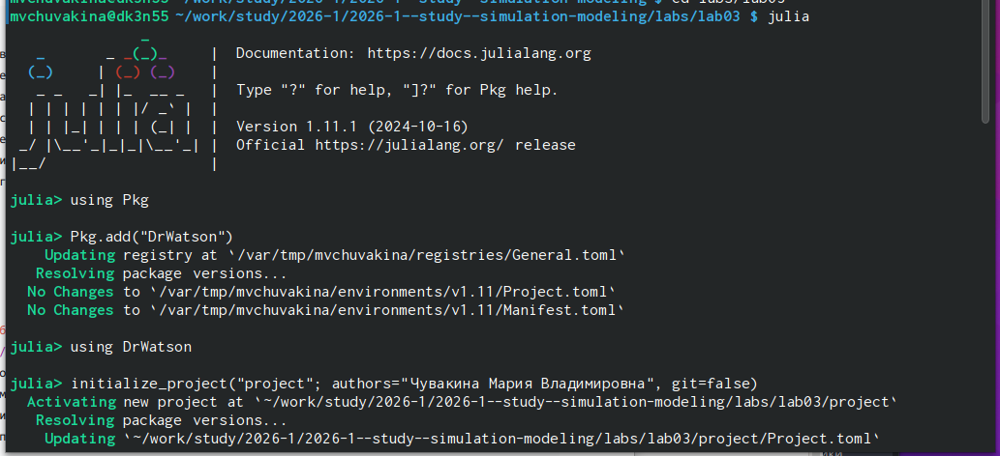 mvchuvakina@dk3n55 ~/work/study/2026-1/2026-1--study--simulation-modeling/labs/lab03 $ julia
Documentation: https://docs.julialang.org
Type "?" for help, "]?" for Pkg help.
Version 1.11.1 (2024-10-16)
Official https://julialang.org/ release
julia> using Pkg
julia> Pkg.add("DrWatson")
Updating registry at `/var/tmp/mvchuvakina/registries/General.toml`
Resolving package versions...
No Changes to `/var/tmp/mvchuvakina/environments/v1.11/Project.toml`
No Changes to `/var/tmp/mvchuvakina/environments/v1.11/Manifest.toml`
julia> using DrWatson
julia> initialize_project("project"; authors="Чувакина Мария Владимировна", git=false)
Activating new project at `~/work/study/2026-1/2026-1--study--simulation-modeling/labs/lab03/project`
Resolving package versions...
Updating `~/work/study/2026-1/2026-1--study--simulation-modeling/labs/lab03/project/Project.toml`